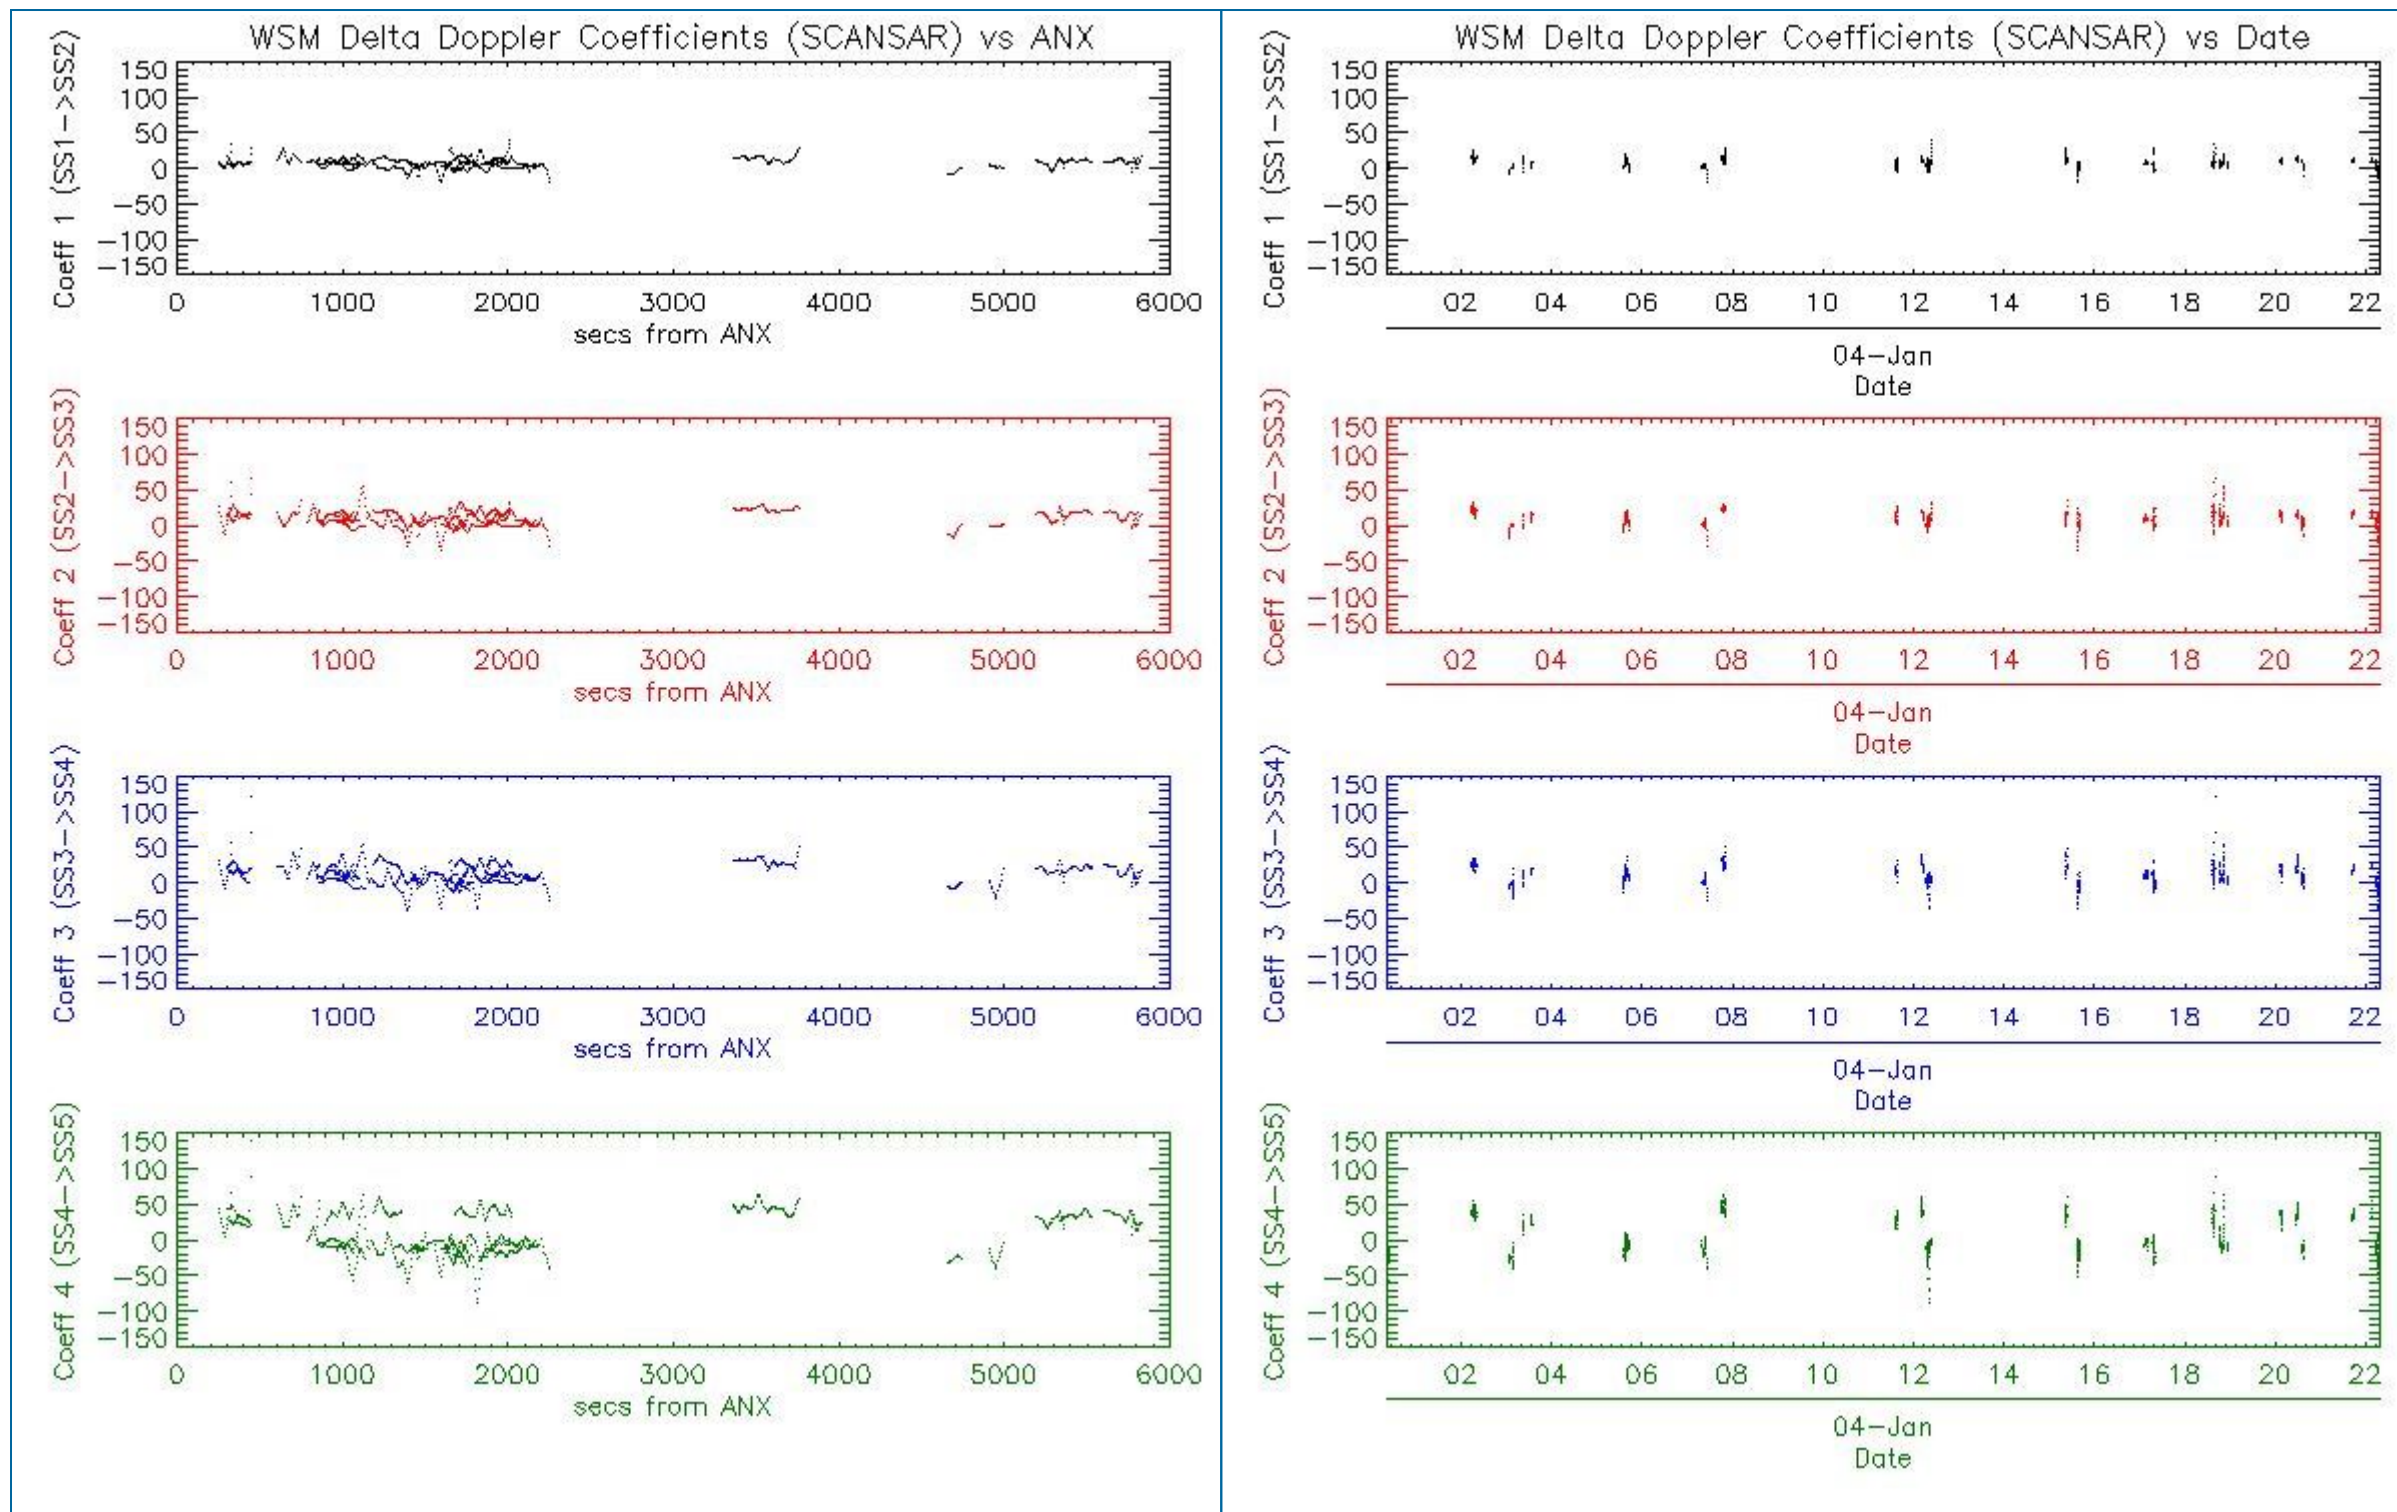 WSM Delta Doppler Coefficients (SCANSAR) vs ANX
Coeff 1 (SS1->SS2)
150
100
50
0
-50
-100
-150
0 1000 2000 3000 4000 5000 6000
secs from ANX
Coeff 2 (SS2->SS3)
150
100
50
0
-50
-100
-150
0 1000 2000 3000 4000 5000 6000
secs from ANX
Coeff 3 (SS3->SS4)
150
100
50
0
-50
-100
-150
0 1000 2000 3000 4000 5000 6000
secs from ANX
Coeff 4 (SS4->SS5)
150
100
50
0
-50
-100
-150
0 1000 2000 3000 4000 5000 6000
secs from ANX
WSM Delta Doppler Coefficients (SCANSAR) vs Date
Coeff 1 (SS1->SS2)
150
100
50
0
-50
-100
-150
02 04 06 08 10 12 14 16 18 20 22
04-Jan
Date
Coeff 2 (SS2->SS3)
150
100
50
0
-50
-100
-150
02 04 06 08 10 12 14 16 18 20 22
04-Jan
Date
Coeff 3 (SS3->SS4)
150
100
50
0
-50
-100
-150
02 04 06 08 10 12 14 16 18 20 22
04-Jan
Date
Coeff 4 (SS4->SS5)
150
100
50
0
-50
-100
-150
02 04 06 08 10 12 14 16 18 20 22
04-Jan
Date